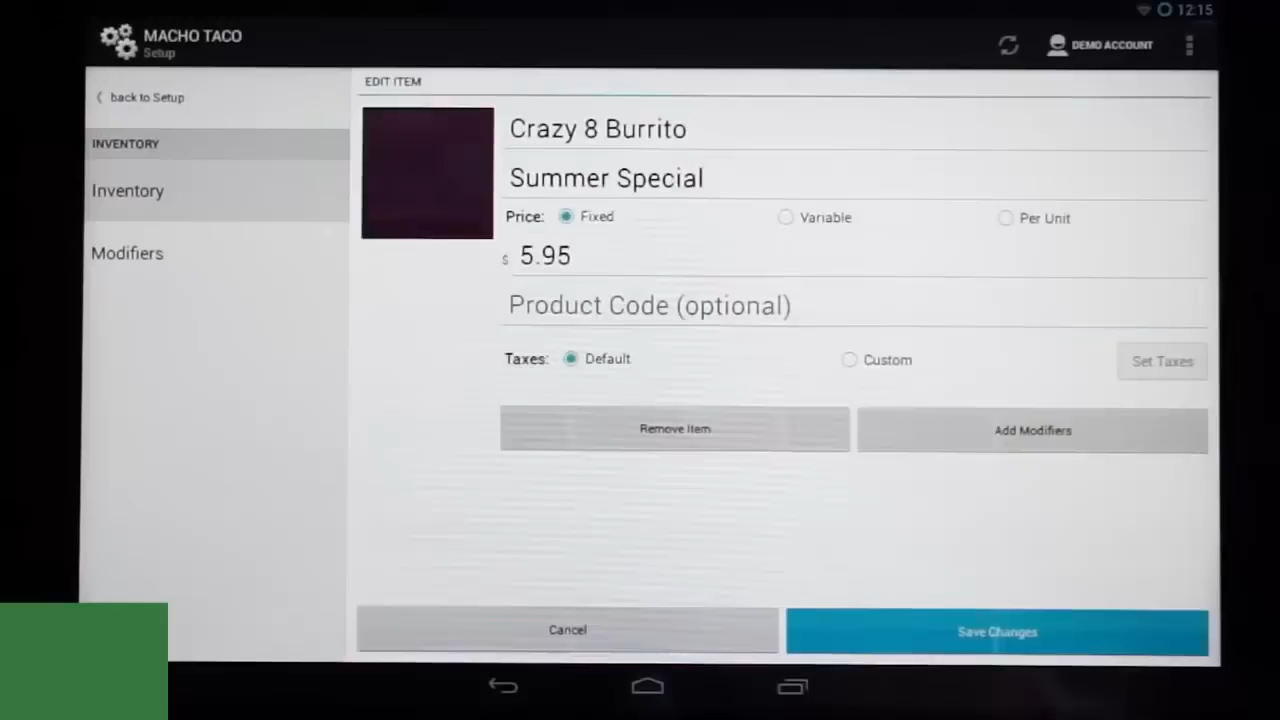 12:15
MACHO TACO
Setup
DEMO ACCOUNT
back to Setup
EDIT ITEM
INVENTORY
Inventory
Modifiers
Crazy 8 Burrito
Summer Special
Price: Fixed Variable Per Unit
$ 5.95
Product Code (optional)
Taxes: Default Custom Set Taxes
Remove Item Add Modifiers
Cancel Save Changes